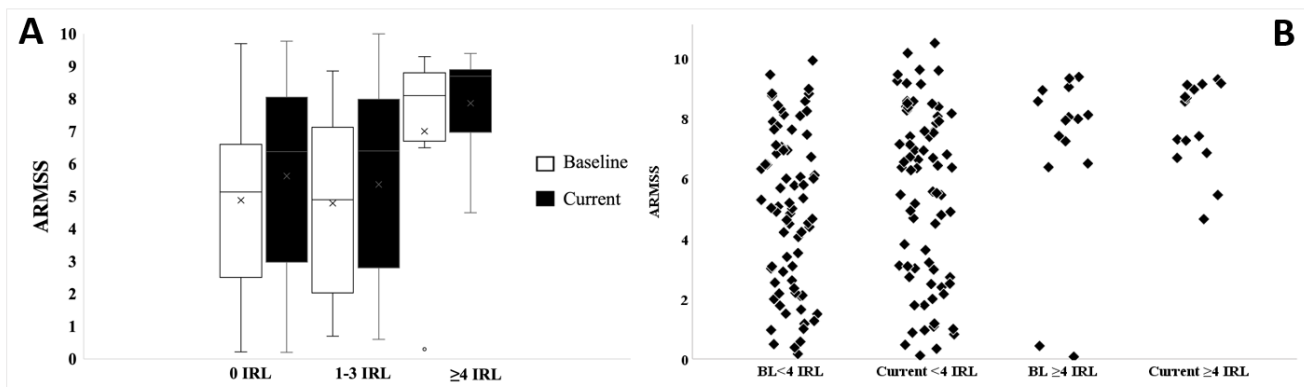 A
ARMSS
10
9
8
7
6
5
4
3
2
1
0
0 IRL
1-3 IRL
≥4 IRL
Baseline
Current
B
ARMSS
10
8
6
4
2
0
BL<4 IRL
Current <4 IRL
BL ≥4 IRL
Current ≥4 IRL